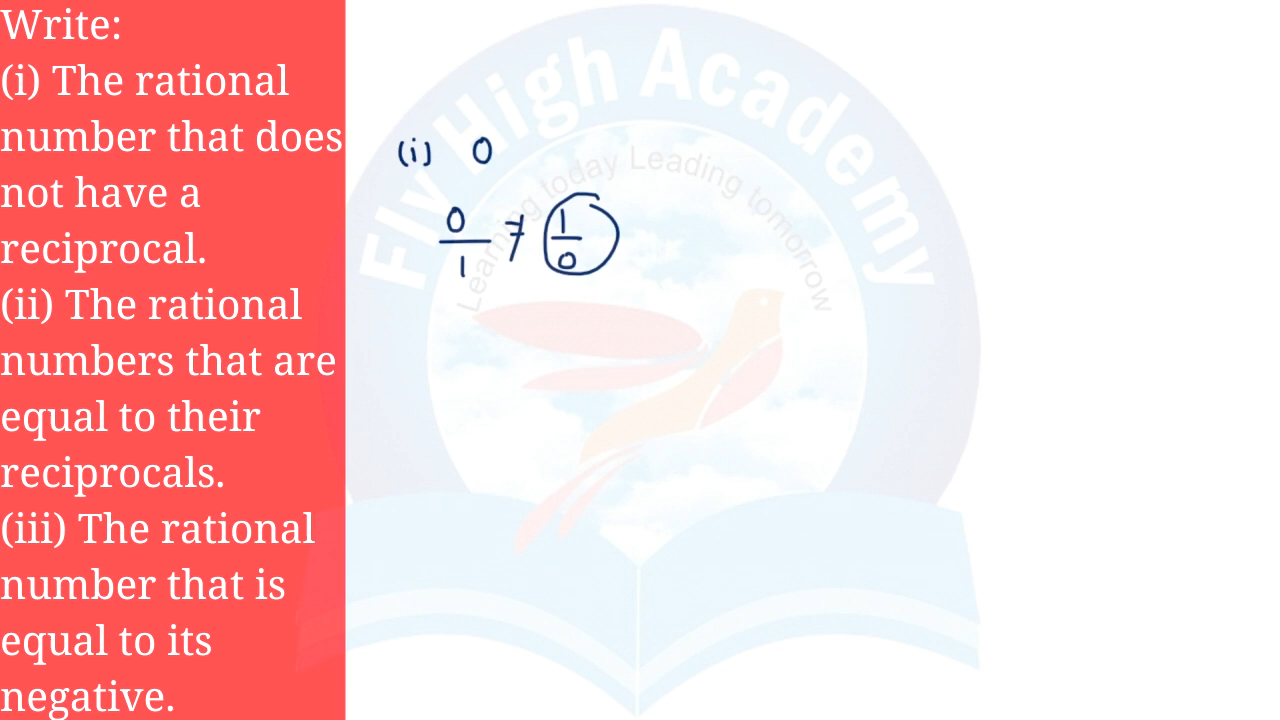 Write:
(i) The rational
number that does
not have a
reciprocal.
(ii) The rational
numbers that are
equal to their
reciprocals.
(iii) The rational
number that is
equal to its
negative.
Fly High Academy
Learning today Leading tomorrow
(i) 0
0/1 ≠ 1/0